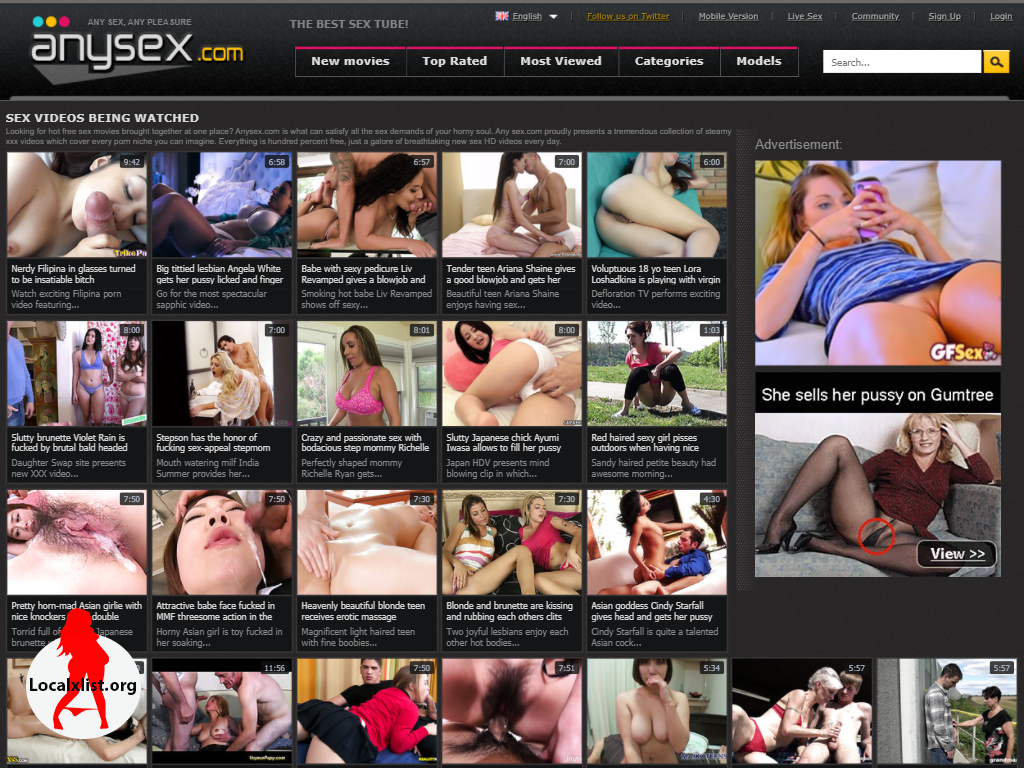 ANY SEX, ANY PLEASURE
anysex.com
THE BEST SEX TUBE!
English
Follow us on Twitter
Mobile Version
Live Sex
Community
Sign Up
Login
New movies
Top Rated
Most Viewed
Categories
Models
Search...
SEX VIDEOS BEING WATCHED
Looking for hot free sex movies brought together at one place? Anysex.com is what can satisfy all the sex demands of your horny soul. Any sex.com proudly presents a tremendous collection of steamy
xxx videos which cover every porn niche you can imagine. Everything is hundred percent free, just a galore of breathtaking new sex HD videos every day.
Advertisement:
9:42
Nerdy Filipina in glasses turned
to be insatiable bitch
Watch exciting Filipina porn
video featuring...
6:58
Big tittied lesbian Angela White
gets her pussy licked and finger
Go for the most spectacular
sapphic video...
6:57
Babe with sexy pedicure Liv
Revamped gives a blowjob and
Smoking hot babe Liv Revamped
shows off sexy...
7:00
Tender teen Ariana Shaine gives
a good blowjob and gets her
Beautiful teen Ariana Shaine
enjoys having sex...
6:00
Voluptuous 18 yo teen Lora
Loshadkina is playing with virgin
Defloration TV performs exciting
video...
GFSex
8:00
Slutty brunette Violet Rain is
fucked by brutal bald headed
Daughter Swap site presents
new XXX video...
7:00
Stepson has the honor of
fucking sex-appeal stepmom
Mouth watering milf India
Summer provides her...
8:01
Crazy and passionate sex with
bodacious step mommy Richelle
Perfectly shaped mommy
Richelle Ryan gets...
8:00
Slutty Japanese chick Ayumi
Iwasa allows to fill her pussy
Japan HDV presents mind
blowing clip in which...
1:03
Red haired sexy girl pisses
outdoors when having nice
Sandy haired petite beauty had
awesome morning...
She sells her pussy on Gumtree
View >>
7:50
Pretty horn-mad Asian girlie with
nice knockers double
Torrid full of Japanese
brunette
7:50
Attractive babe face fucked in
MMF threesome action in the
Horny Asian girl is toy fucked in
her soaking...
7:30
Heavenly beautiful blonde teen
receives erotic massage
Magnificent light haired teen
with fine boobies...
7:30
Blonde and brunette are kissing
and rubbing each others clits
Two joyful lesbians enjoy each
other hot bodies...
4:30
Asian goddess Cindy Starfall
gives head and gets her pussy
Cindy Starfall is quite a talented
Asian cock...
Localxlist.org
11:56
7:50
7:51
5:34
5:57
5:57